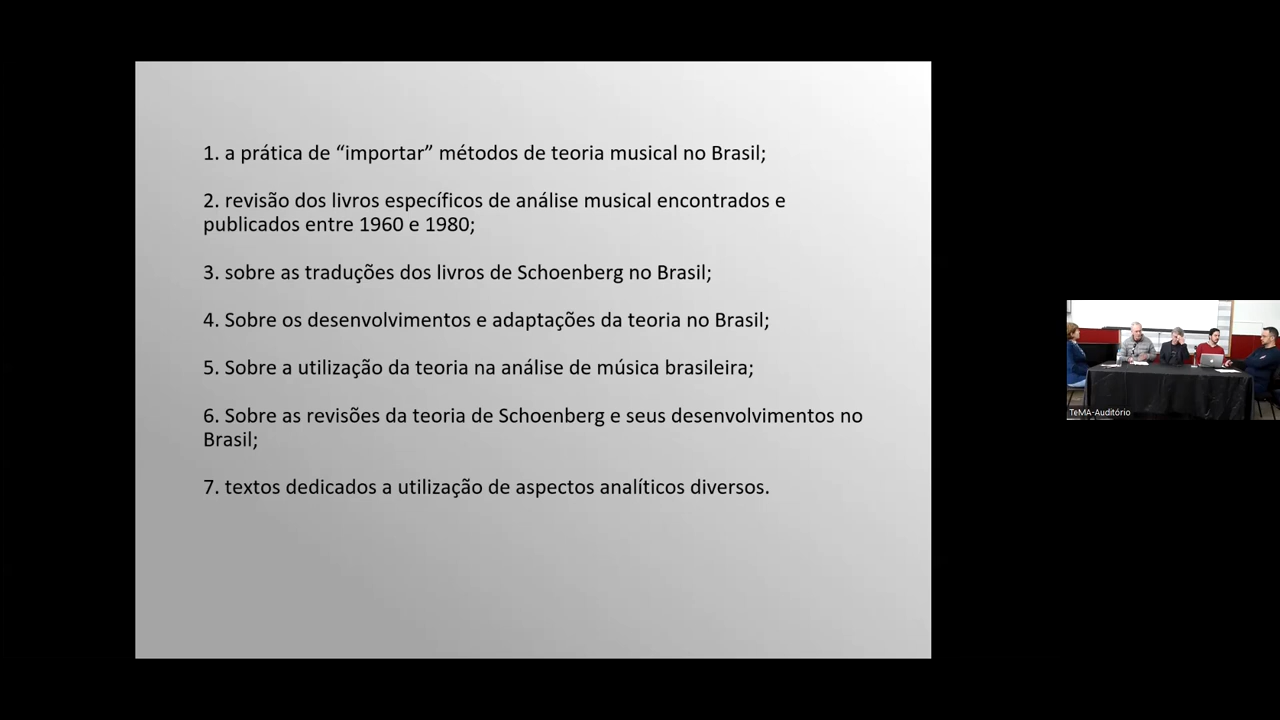 1. a prática de “importar” métodos de teoria musical no Brasil;
2. revisão dos livros específicos de análise musical encontrados e
publicados entre 1960 e 1980;
3. sobre as traduções dos livros de Schoenberg no Brasil;
4. Sobre os desenvolvimentos e adaptações da teoria no Brasil;
5. Sobre a utilização da teoria na análise de música brasileira;
6. Sobre as revisões da teoria de Schoenberg e seus desenvolvimentos no
Brasil;
7. textos dedicados a utilização de aspectos analíticos diversos.
TeMA-Auditório